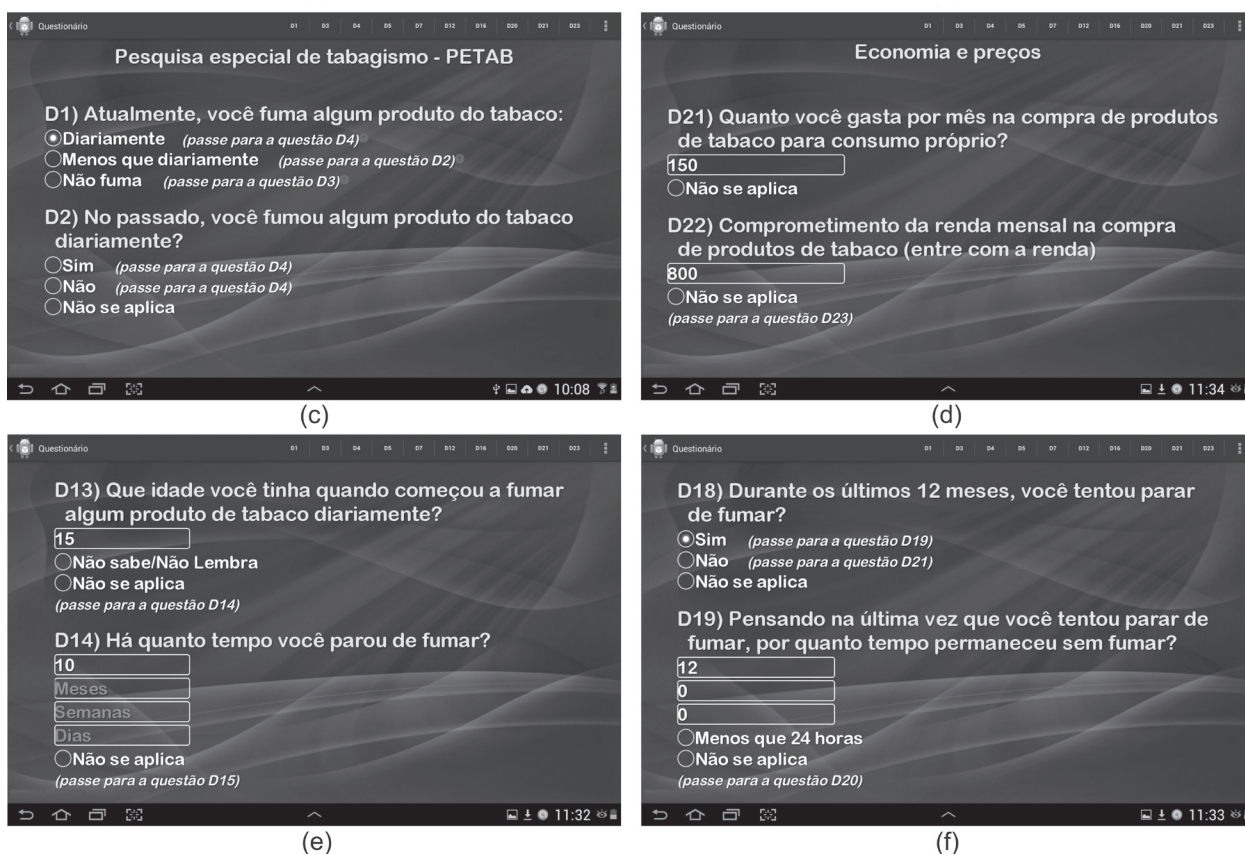 Questionário D1 D3 D4 D5 D7 D12 D16 D20 D21 D23
Pesquisa especial de tabagismo - PETAB
D1) Atualmente, você fuma algum produto do tabaco:
Diariamente (passe para a questão D4)
Menos que diariamente (passe para a questão D2)
Não fuma (passe para a questão D3)
D2) No passado, você fumou algum produto do tabaco
diariamente?
Sim (passe para a questão D4)
Não (passe para a questão D4)
Não se aplica
10:08
(c)
Questionário D1 D3 D4 D5 D7 D12 D16 D20 D21 D23
Economia e preços
D21) Quanto você gasta por mês na compra de produtos
de tabaco para consumo próprio?
150
Não se aplica
D22) Comprometimento da renda mensal na compra
de produtos de tabaco (entre com a renda)
800
Não se aplica
(passe para a questão D23)
11:34
(d)
Questionário D1 D3 D4 D5 D7 D12 D16 D20 D21 D23
D13) Que idade você tinha quando começou a fumar
algum produto de tabaco diariamente?
15
Não sabe/Não Lembra
Não se aplica
(passe para a questão D14)
D14) Há quanto tempo você parou de fumar?
10
Meses
Semanas
Dias
Não se aplica
(passe para a questão D15)
11:32
(e)
Questionário D1 D3 D4 D5 D7 D12 D16 D20 D21 D23
D18) Durante os últimos 12 meses, você tentou parar
de fumar?
Sim (passe para a questão D19)
Não (passe para a questão D21)
Não se aplica
D19) Pensando na última vez que você tentou parar de
fumar, por quanto tempo permaneceu sem fumar?
12
0
0
Menos que 24 horas
Não se aplica
(passe para a questão D20)
11:33
(f)